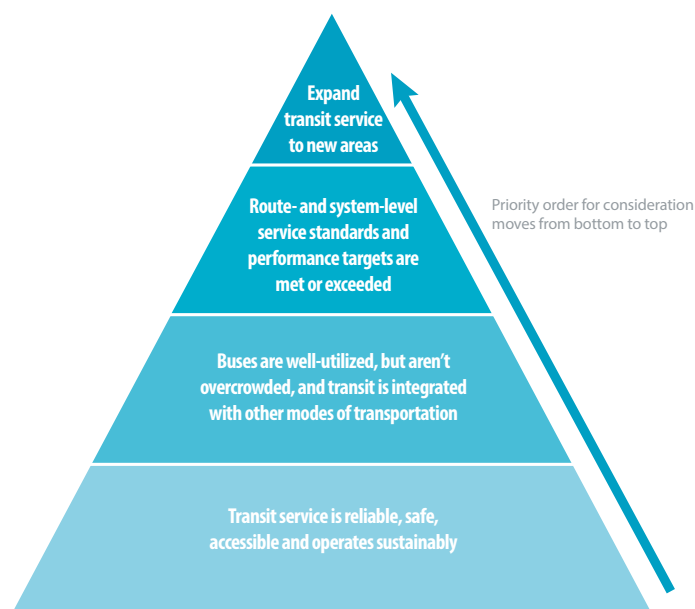 Expand
transit service
to new areas
Route- and system-level
service standards and
performance targets are
met or exceeded
Priority order for consideration
moves from bottom to top
Buses are well-utilized, but aren’t
overcrowded, and transit is integrated
with other modes of transportation
Transit service is reliable, safe,
accessible and operates sustainably